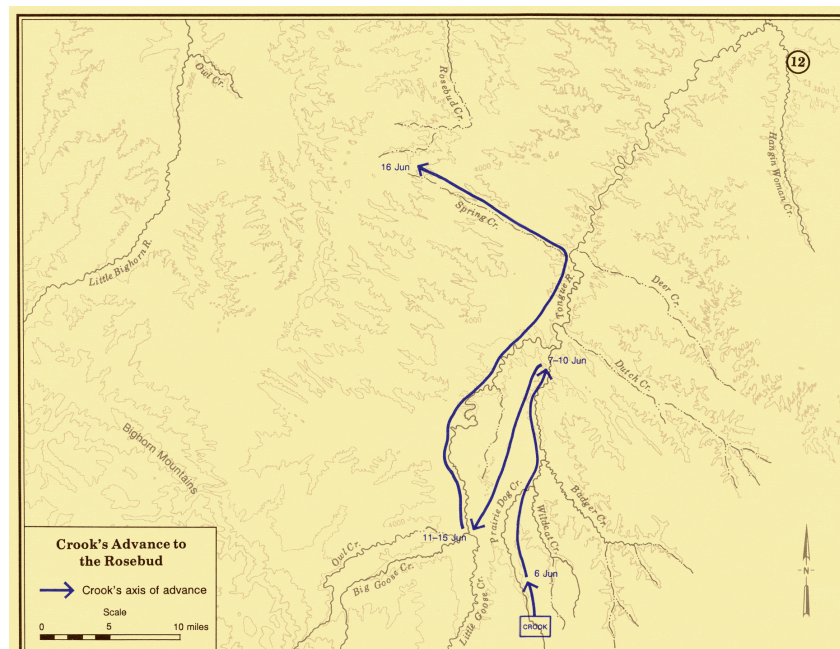 12
Owl Cr.
Rosebud Cr.
Hangin Woman Cr.
16 Jun
Spring Cr.
Little Bighorn R.
Tongue R.
Deer Cr.
7–10 Jun
Dutch Cr.
Bighorn Mountains
Prairie Dog Cr.
Wildcat Cr.
Badger Cr.
11–15 Jun
Owl Cr.
Big Goose Cr.
Little Goose Cr.
6 Jun
CROOK
N
Crook's Advance to
the Rosebud
Crook's axis of advance
Scale
0 5 10 miles